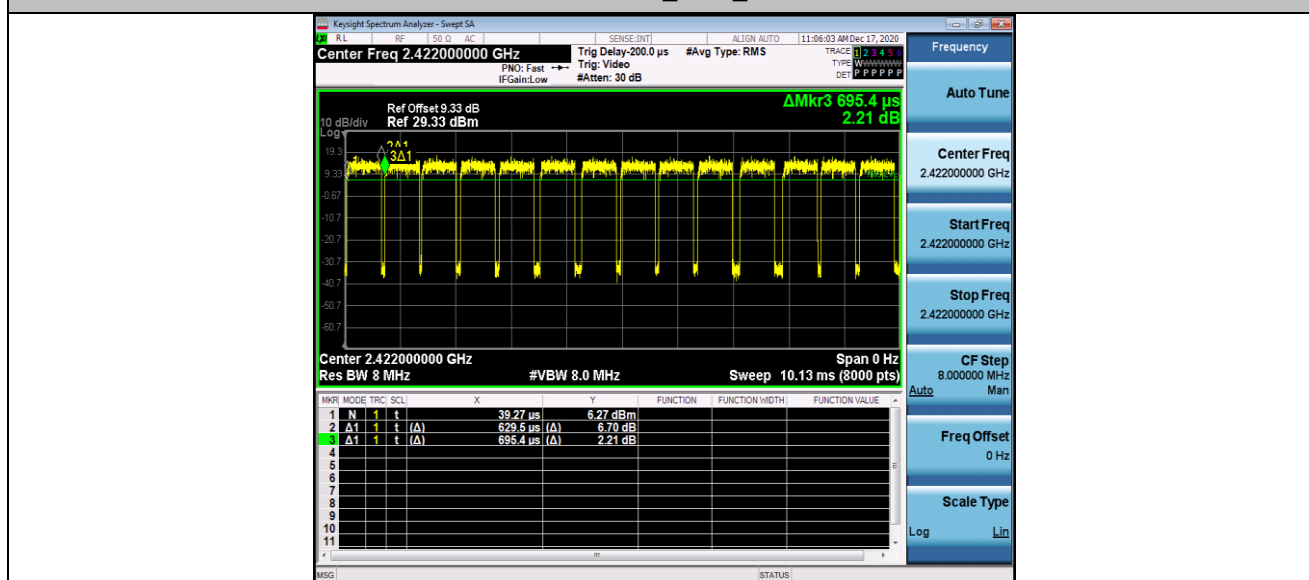 Keysight Spectrum Analyzer - Swept SA
RL RF 50 Ω AC SENSE:INT ALIGN AUTO 11:06:03 AM Dec 17, 2020
Center Freq 2.422000000 GHz
Trig Delay-200.0 µs #Avg Type: RMS
TRACE 1 2 3 4 5 6
PNO: Fast Trig: Video
TYPE WWWWWW
IFGain:Low #Atten: 30 dB
DET P P P P P P
ΔMkr3 695.4 µs
2.21 dB
Ref Offset 9.33 dB
10 dB/div Ref 29.33 dBm
Log
2Δ1
3Δ1
19.3
9.33
-0.67
-10.7
-20.7
-30.7
-40.7
-50.7
-60.7
Center 2.422000000 GHz Span 0 Hz
Res BW 8 MHz #VBW 8.0 MHz Sweep 10.13 ms (8000 pts)
MKR MODE TRC SCL X Y FUNCTION FUNCTION WIDTH FUNCTION VALUE
1 N 1 t 39.27 µs 6.27 dBm
2 Δ1 1 t (Δ) 629.5 µs (Δ) 6.70 dB
3 Δ1 1 t (Δ) 695.4 µs (Δ) 2.21 dB
4
5
6
7
8
9
10
11
MSG STATUS
Frequency
Auto Tune
Center Freq
2.422000000 GHz
Start Freq
2.422000000 GHz
Stop Freq
2.422000000 GHz
CF Step
8.000000 MHz
Auto Man
Freq Offset
0 Hz
Scale Type
Log Lin